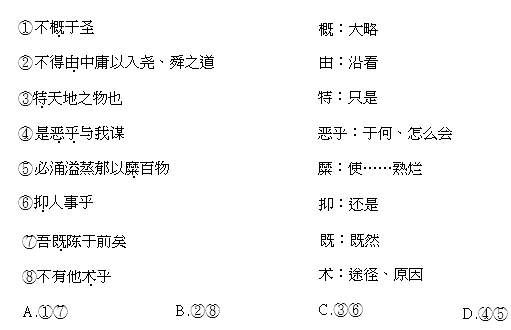 ①不概于圣 概：大略
②不得由中庸以入尧、舜之道 由：沿看
③特天地之物也 特：只是
④是恶乎与我谋 恶乎：于何、怎么会
⑤必涌溢蒸郁以糜百物 糜：使……熟烂
⑥抑人事乎 抑：还是
⑦吾既陈于前矣 既：既然
⑧不有他术乎 术：途径、原因
A.①⑦ B.②⑧ C.③⑥ D.④⑤